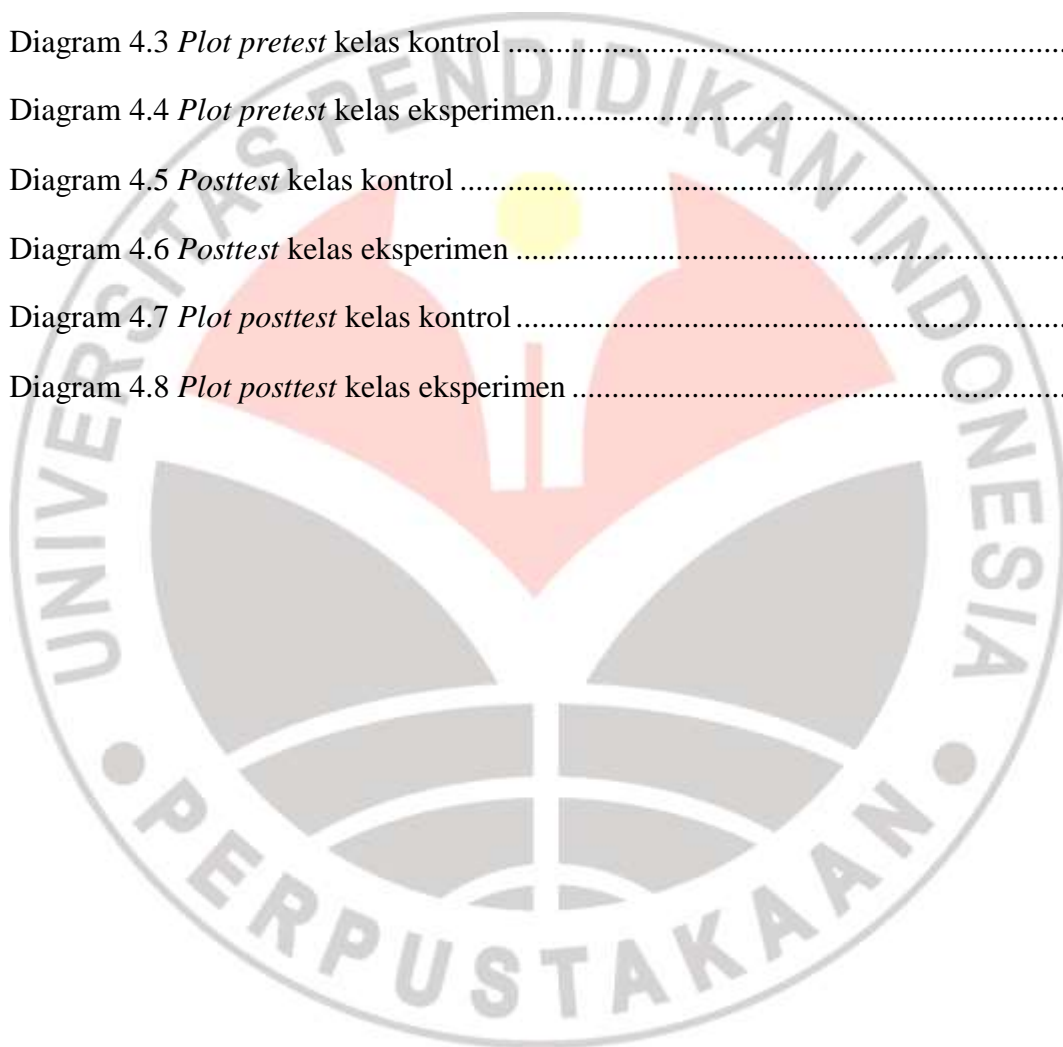 Diagram 4.3 Plot pretest kelas kontrol ........................................................................
Diagram 4.4 Plot pretest kelas eksperimen..................................................................
Diagram 4.5 Posttest kelas kontrol ..............................................................................
Diagram 4.6 Posttest kelas eksperimen .......................................................................
Diagram 4.7 Plot posttest kelas kontrol .......................................................................
Diagram 4.8 Plot posttest kelas eksperimen ................................................................
UNIVERSITAS PENDIDIKAN INDONESIA
PERPUSTAKAAN